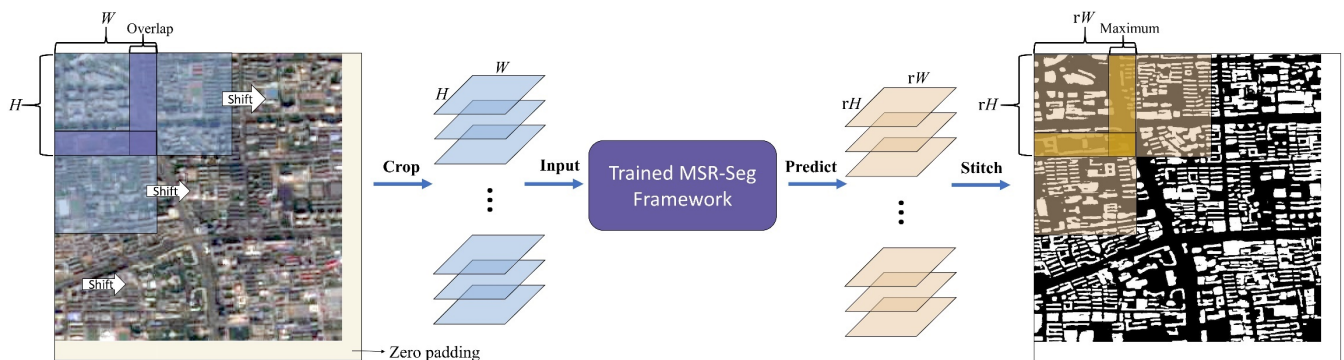 W
Overlap
H
Shift
Shift
Shift
Zero padding
Crop
W
H
Input
Trained MSR-Seg
Framework
Predict
rW
rH
Stitch
rW
Maximum
rH